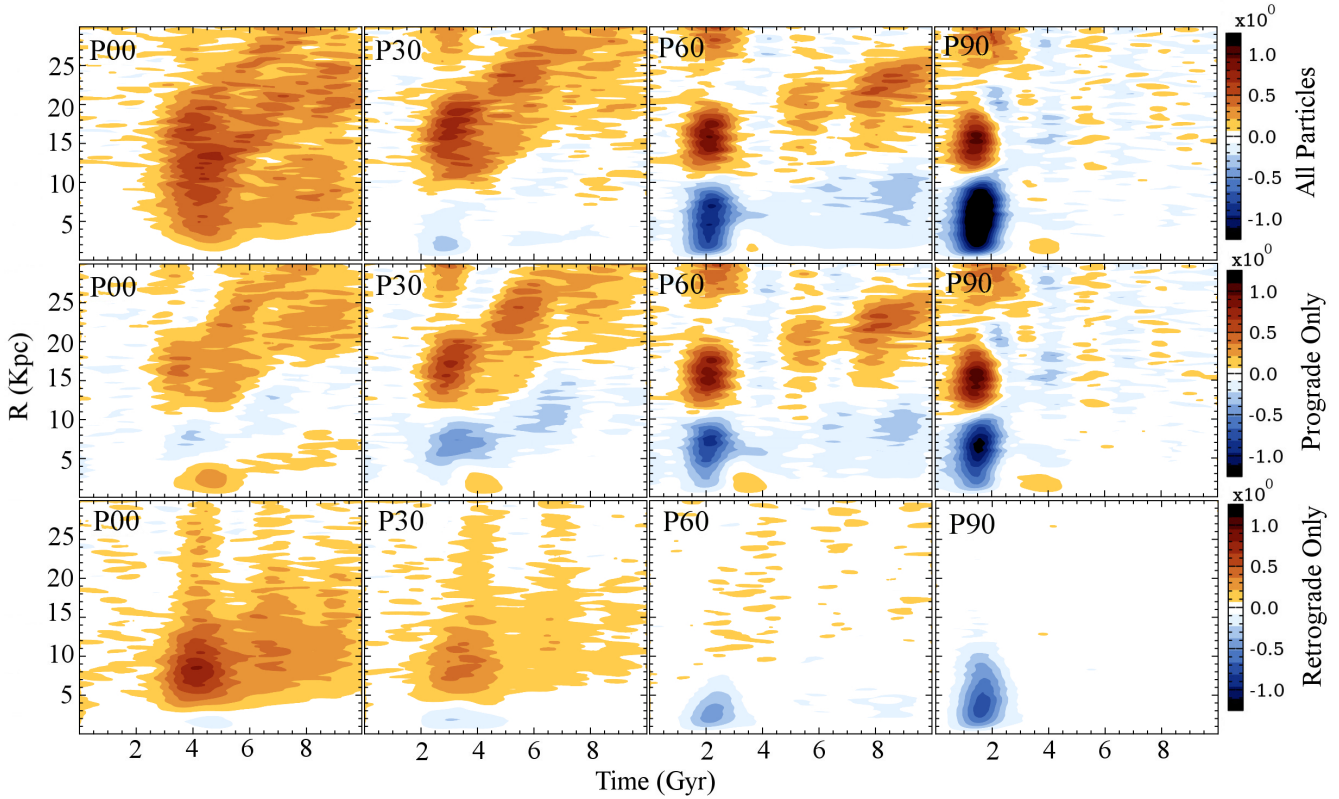 x10⁰
P00 P30 P60 P90
25
20
15
10
5
1.0
0.5
0.0
-0.5
-1.0
All Particles
x10⁰
P00 P30 P60 P90
25
20
15
10
5
1.0
0.5
0.0
-0.5
-1.0
Prograde Only
R (Kpc)
x10⁰
P00 P30 P60 P90
25
20
15
10
5
1.0
0.5
0.0
-0.5
-1.0
Retrograde Only
2 4 6 8 2 4 6 8 2 4 6 8 2 4 6 8
Time (Gyr)